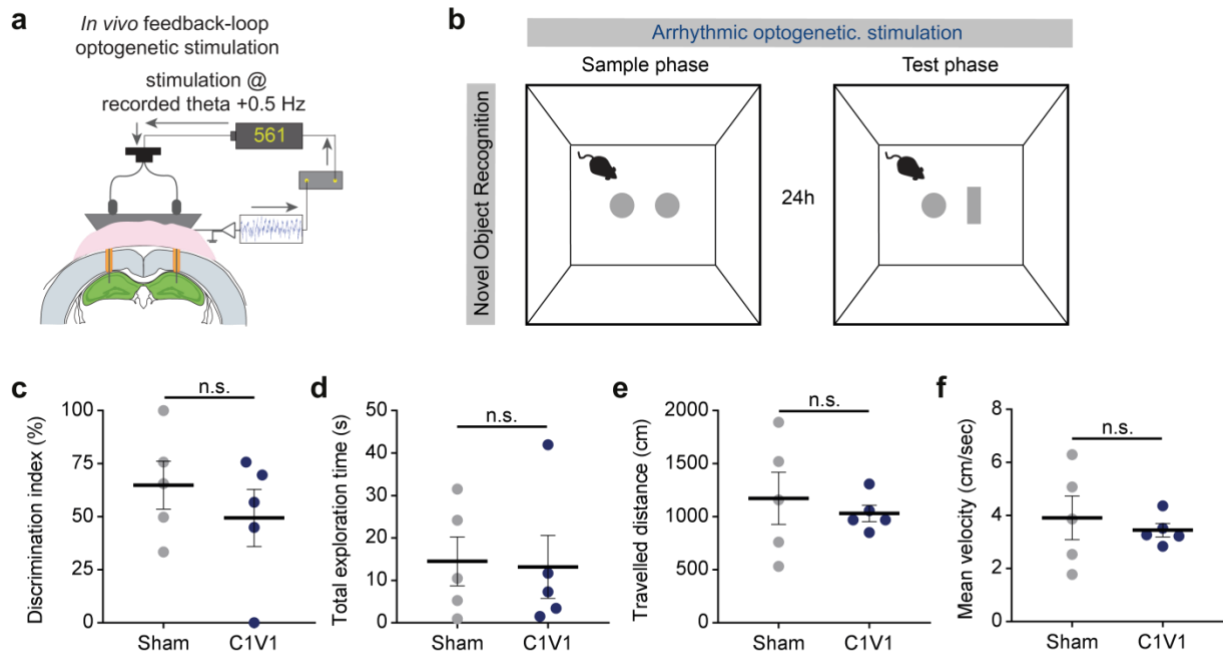 a
In vivo feedback-loop
optogenetic stimulation
stimulation @
recorded theta +0.5 Hz
561
b
Arrhythmic optogenetic. stimulation
Sample phase
Test phase
Novel Object Recognition
24h
c
n.s.
Discrimination index (%)
100
75
50
25
0
Sham
C1V1
d
n.s.
Total exploration time (s)
50
40
30
20
10
0
Sham
C1V1
e
n.s.
Travelled distance (cm)
2000
1500
1000
500
0
Sham
C1V1
f
n.s.
Mean velocity (cm/sec)
8
6
4
2
0
Sham
C1V1